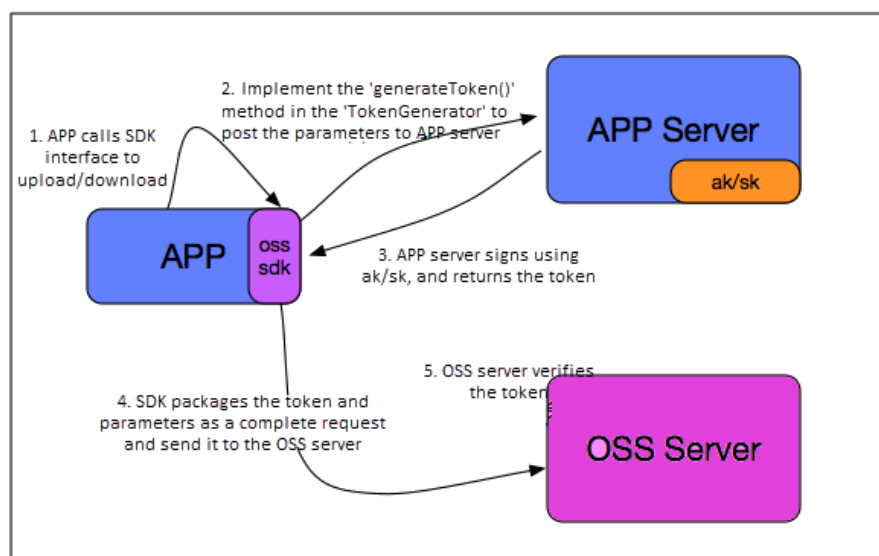 1. APP calls SDK
interface to
upload/download
2. Implement the 'generateToken()'
method in the 'TokenGenerator' to
post the parameters to APP server
APP Server
ak/sk
APP
oss
sdk
3. APP server signs using
ak/sk, and returns the token
4. SDK packages the token and
parameters as a complete request
and send it to the OSS server
5. OSS server verifies
the token
OSS Server